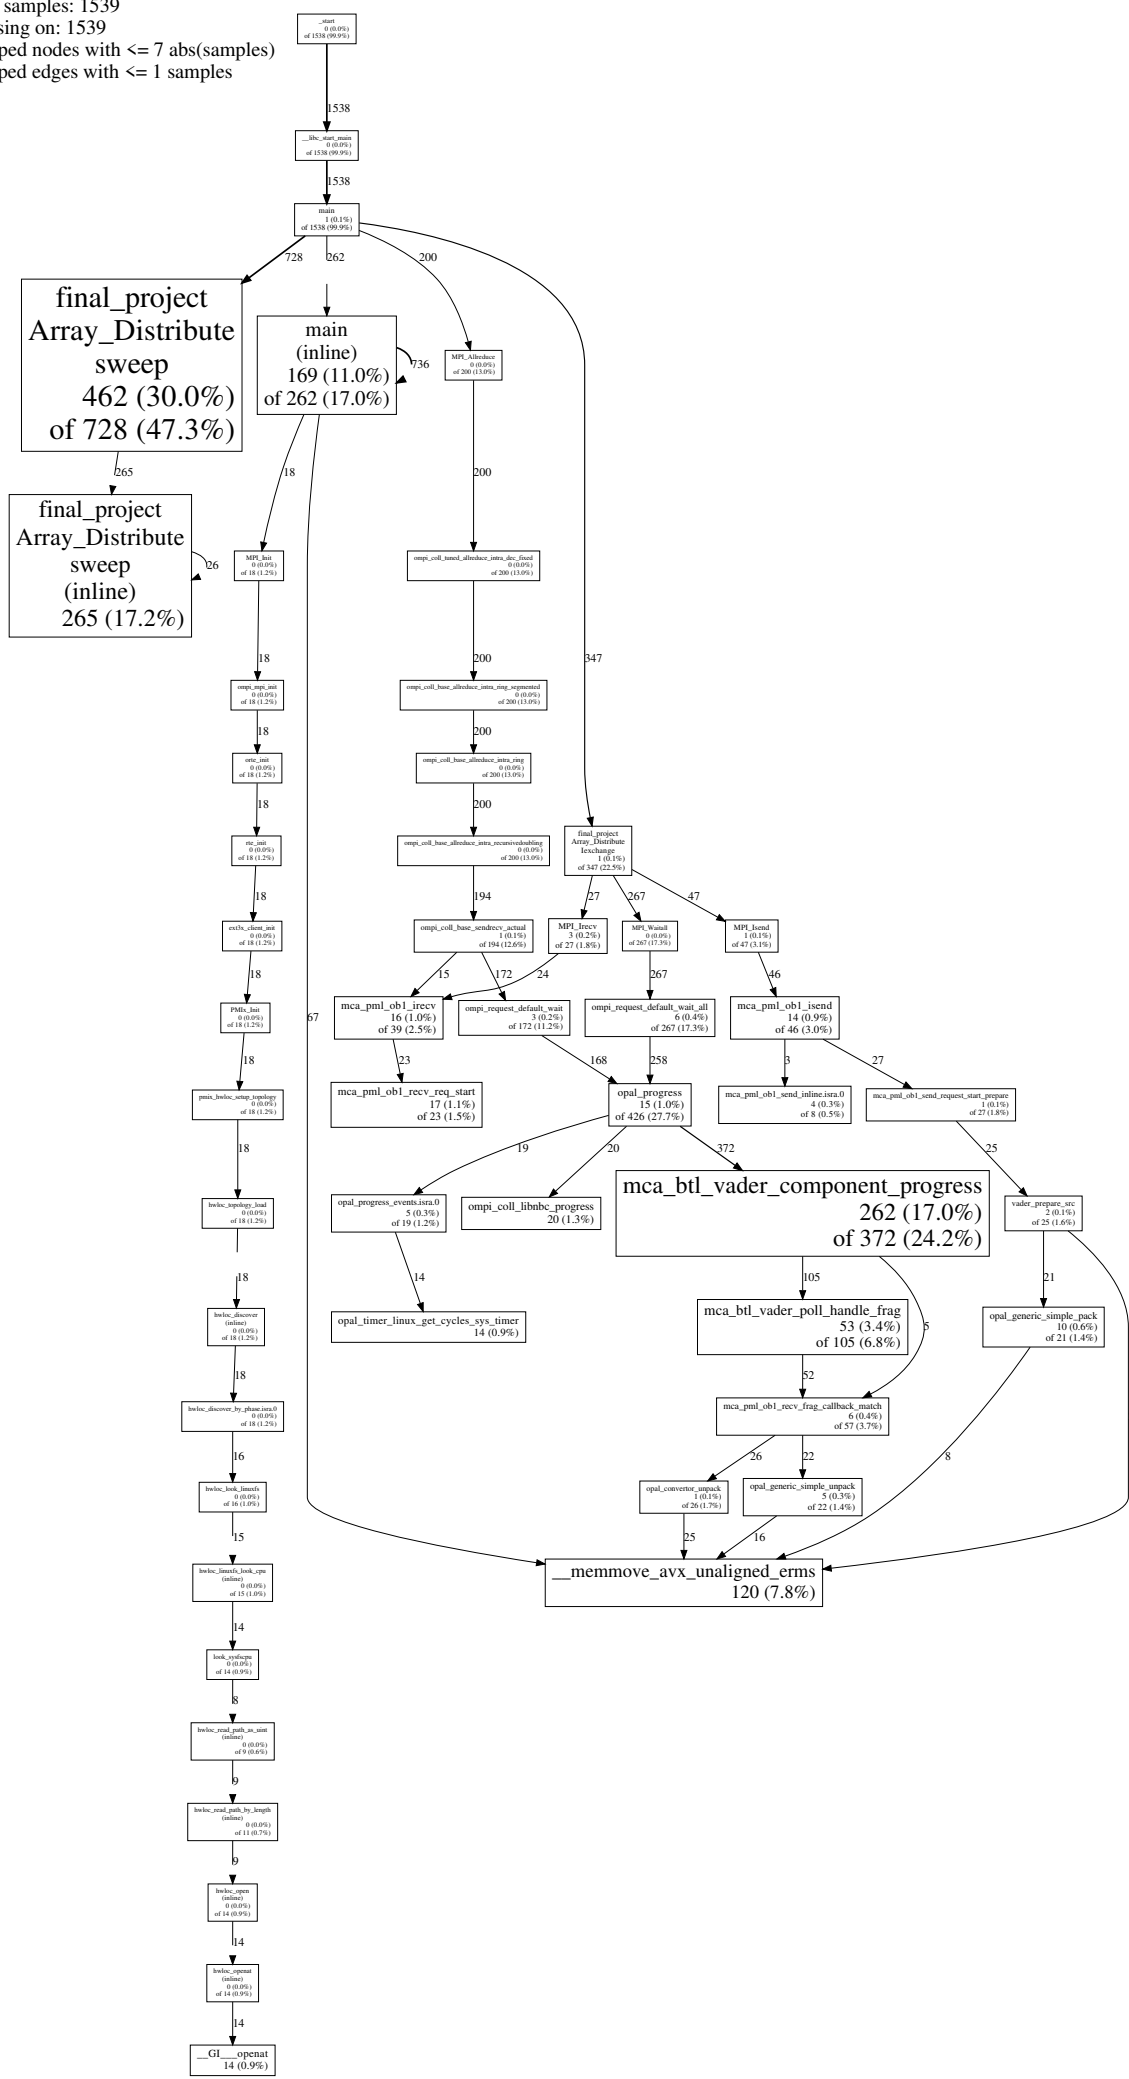 samples: 1539
sing on: 1539
ped nodes with <= 7 abs(samples)
ped edges with <= 1 samples
_start
0 (0.0%)
of 1538 (99.9%)
1538
__libc_start_main
0 (0.0%)
of 1538 (99.9%)
1538
main
1 (0.1%)
of 1538 (99.9%)
728
262
200
347
final_project
Array_Distribute
sweep
462 (30.0%)
of 728 (47.3%)
main
(inline)
169 (11.0%)
of 262 (17.0%)
736
MPI_Allreduce
0 (0.0%)
of 200 (13.0%)
265
18
67
200
final_project
Array_Distribute
sweep
(inline)
265 (17.2%)
26
MPI_Init
0 (0.0%)
of 18 (1.2%)
ompi_coll_tuned_allreduce_intra_dec_fixed
0 (0.0%)
of 200 (13.0%)
18
200
ompi_mpi_init
0 (0.0%)
of 18 (1.2%)
ompi_coll_base_allreduce_intra_ring_segmented
0 (0.0%)
of 200 (13.0%)
18
200
orte_init
0 (0.0%)
of 18 (1.2%)
ompi_coll_base_allreduce_intra_ring
0 (0.0%)
of 200 (13.0%)
18
200
rte_init
0 (0.0%)
of 18 (1.2%)
ompi_coll_base_allreduce_intra_recursivedoubling
0 (0.0%)
of 200 (13.0%)
final_project
Array_Distribute
Iexchange
1 (0.1%)
of 347 (22.5%)
18
194
27
267
47
ext3x_client_init
0 (0.0%)
of 18 (1.2%)
ompi_coll_base_sendrecv_actual
1 (0.1%)
of 194 (12.6%)
MPI_Irecv
3 (0.2%)
of 27 (1.8%)
MPI_Waitall
0 (0.0%)
of 267 (17.3%)
MPI_Isend
1 (0.1%)
of 47 (3.1%)
18
15
172
24
267
46
PMIx_Init
0 (0.0%)
of 18 (1.2%)
mca_pml_ob1_irecv
16 (1.0%)
of 39 (2.5%)
ompi_request_default_wait
3 (0.2%)
of 172 (11.2%)
ompi_request_default_wait_all
6 (0.4%)
of 267 (17.3%)
mca_pml_ob1_isend
14 (0.9%)
of 46 (3.0%)
18
23
168
258
3
27
pmix_hwloc_setup_topology
0 (0.0%)
of 18 (1.2%)
mca_pml_ob1_recv_req_start
17 (1.1%)
of 23 (1.5%)
opal_progress
15 (1.0%)
of 426 (27.7%)
mca_pml_ob1_send_inline.isra.0
4 (0.3%)
of 8 (0.5%)
mca_pml_ob1_send_request_start_prepare
1 (0.1%)
of 27 (1.8%)
18
19
20
372
25
hwloc_topology_load
0 (0.0%)
of 18 (1.2%)
opal_progress_events.isra.0
5 (0.3%)
of 19 (1.2%)
ompi_coll_libnbc_progress
20 (1.3%)
mca_btl_vader_component_progress
262 (17.0%)
of 372 (24.2%)
vader_prepare_src
2 (0.1%)
of 25 (1.6%)
18
14
105
5
21
hwloc_discover
(inline)
0 (0.0%)
of 18 (1.2%)
opal_timer_linux_get_cycles_sys_timer
14 (0.9%)
mca_btl_vader_poll_handle_frag
53 (3.4%)
of 105 (6.8%)
opal_generic_simple_pack
10 (0.6%)
of 21 (1.4%)
18
52
hwloc_discover_by_phase.isra.0
0 (0.0%)
of 18 (1.2%)
mca_pml_ob1_recv_frag_callback_match
6 (0.4%)
of 57 (3.7%)
16
26
22
8
hwloc_look_linuxfs
0 (0.0%)
of 16 (1.0%)
opal_convertor_unpack
1 (0.1%)
of 26 (1.7%)
opal_generic_simple_unpack
5 (0.3%)
of 22 (1.4%)
15
25
16
hwloc_linuxfs_look_cpu
(inline)
0 (0.0%)
of 15 (1.0%)
__memmove_avx_unaligned_erms
120 (7.8%)
14
look_sysfscpu
0 (0.0%)
of 14 (0.9%)
8
hwloc_read_path_as_uint
(inline)
0 (0.0%)
of 9 (0.6%)
9
hwloc_read_path_by_length
(inline)
0 (0.0%)
of 11 (0.7%)
9
hwloc_open
(inline)
0 (0.0%)
of 14 (0.9%)
14
hwloc_openat
(inline)
0 (0.0%)
of 14 (0.9%)
14
__GI___openat
14 (0.9%)